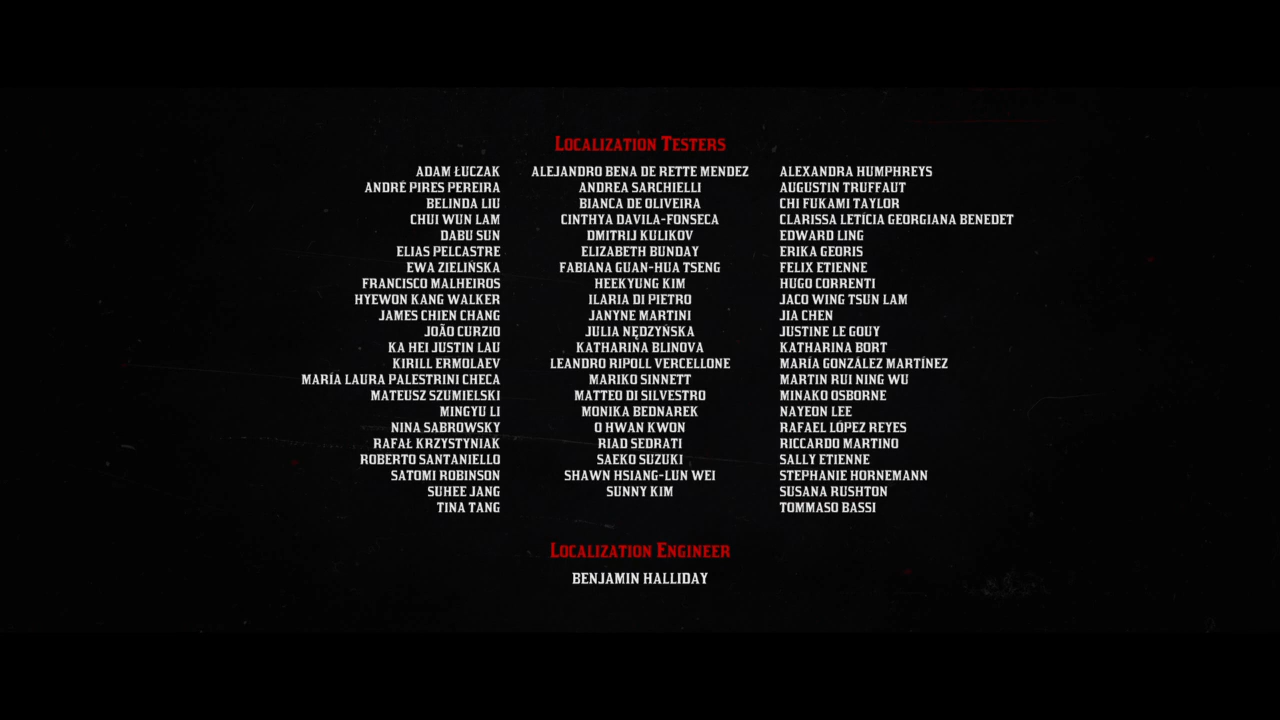 Localization Testers
ADAM ŁUCZAK ALEJANDRO BENA DE RETTE MENDEZ ALEXANDRA HUMPHREYS
ANDRÉ PIRES PEREIRA ANDREA SARCHIELLI AUGUSTIN TRUFFAUT
BELINDA LIU BIANCA DE OLIVEIRA CHI FUKAMI TAYLOR
CHUI WUN LAM CINTHYA DAVILA-FONSECA CLARISSA LETÍCIA GEORGIANA BENEDET
DABU SUN DMITRIJ KULIKOV EDWARD LING
ELIAS PELCASTRE ELIZABETH BUNDAY ERIKA GEORIS
EWA ZIELIŃSKA FABIANA GUAN-HUA TSENG FELIX ETIENNE
FRANCISCO MALHEIROS HEEKYUNG KIM HUGO CORRENTI
HYEWON KANG WALKER ILARIA DI PIETRO JACO WING TSUN LAM
JAMES CHIEN CHANG JANYNE MARTINI JIA CHEN
JOÃO CURZIO JULIA NĘDZYŃSKA JUSTINE LE GOUY
KA HEI JUSTIN LAU KATHARINA BLINOVA KATHARINA BORT
KIRILL ERMOLAEV LEANDRO RIPOLL VERCELLONE MARÍA GONZÁLEZ MARTÍNEZ
MARÍA LAURA PALESTRINI CHECA MARIKO SINNETT MARTIN RUI NING WU
MATEUSZ SZUMIELSKI MATTEO DI SILVESTRO MINAKO OSBORNE
MINGYU LI MONIKA BEDNAREK NAYEON LEE
NINA SABROWSKY O HWAN KWON RAFAEL LÓPEZ REYES
RAFAŁ KRZYSTYNIAK RIAD SEDRATI RICCARDO MARTINO
ROBERTO SANTANIELLO SAEKO SUZUKI SALLY ETIENNE
SATOMI ROBINSON SHAWN HSIANG-LUN WEI STEPHANIE HORNEMANN
SUHEE JANG SUNNY KIM SUSANA RUSHTON
TINA TANG TOMMASO BASSI
Localization Engineer
BENJAMIN HALLIDAY